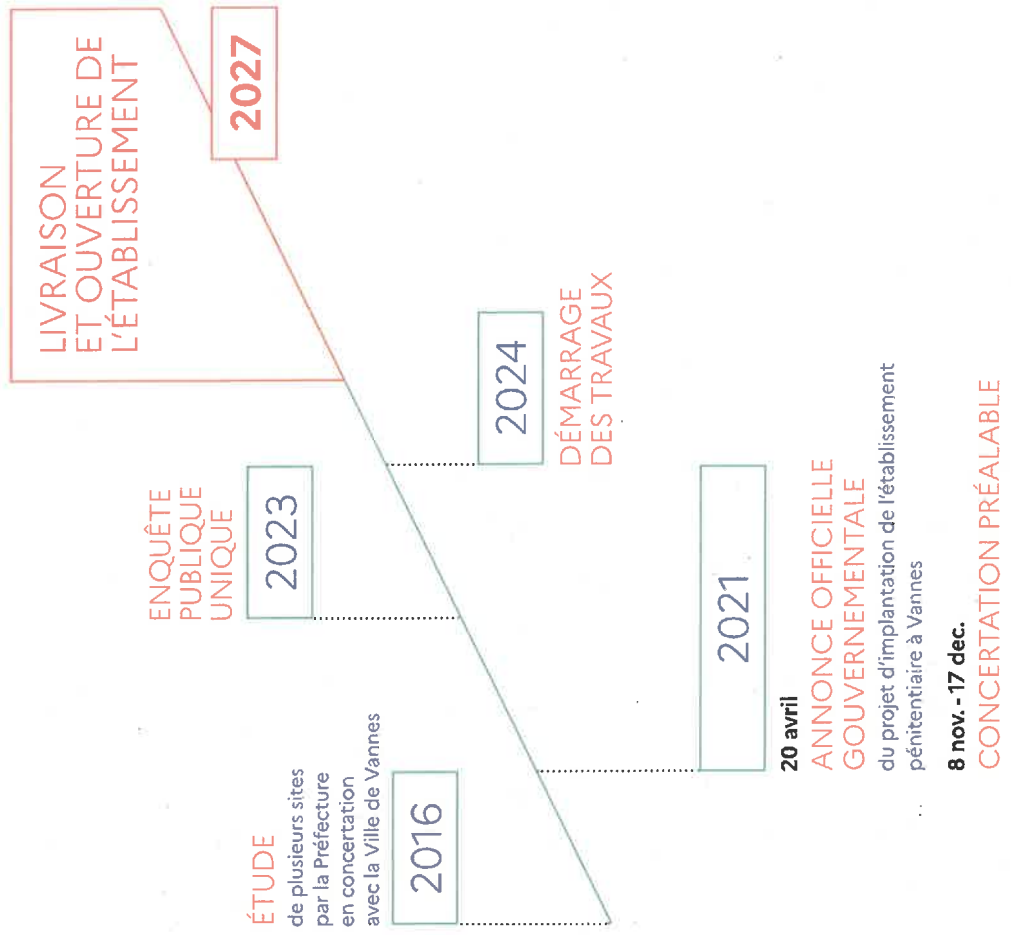 ÉTUDE
de plusieurs sites
par la Préfecture
en concertation
avec la Ville de Vannes
2016
20 avril
ANNONCE OFFICIELLE
GOUVERNEMENTALE
du projet d'implantation de l'établissement
pénitentiaire à Vannes
8 nov. - 17 dec.
CONCERTATION PRÉALABLE
2021
ENQUÊTE
PUBLIQUE
UNIQUE
2023
2024
DÉMARRAGE
DES TRAVAUX
LIVRAISON
ET OUVERTURE DE
L'ÉTABLISSEMENT
2027